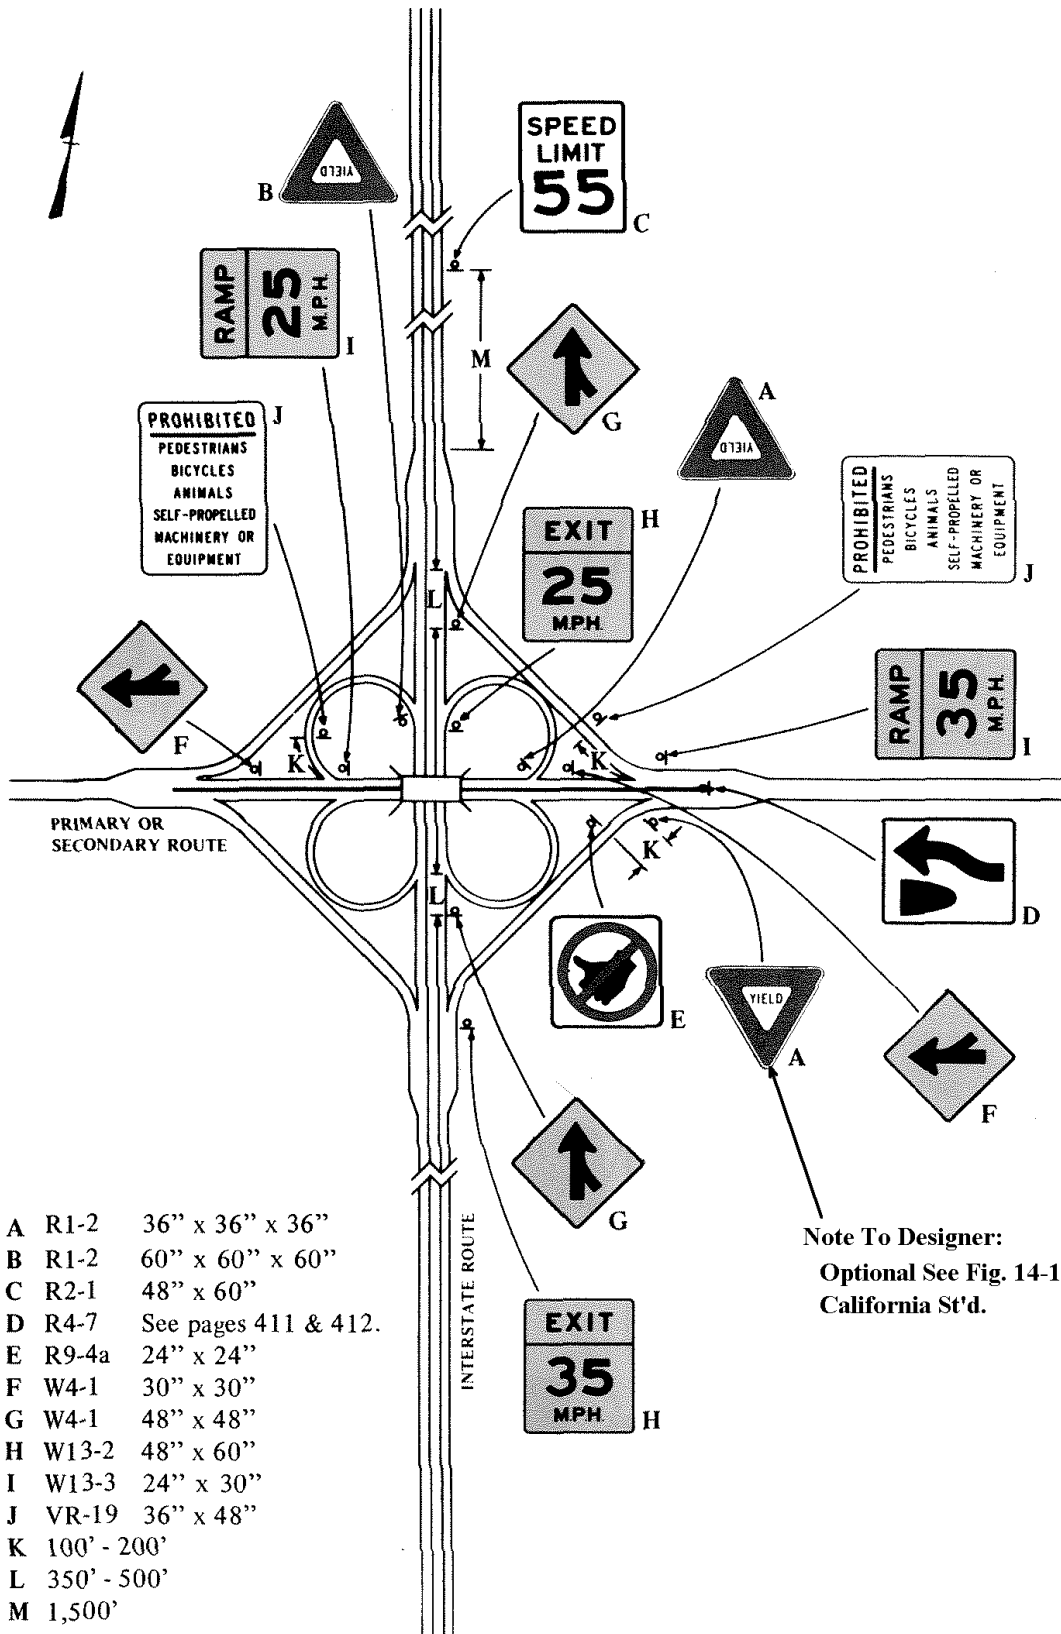 SPEED
LIMIT
55
C
YIELD
B
RAMP
25
M.P.H.
I
M
G
A
YIELD
PROHIBITED
PEDESTRIANS
BICYCLES
ANIMALS
SELF-PROPELLED
MACHINERY OR
EQUIPMENT
J
EXIT
25
M.P.H.
H
PROHIBITED
PEDESTRIANS
BICYCLES
ANIMALS
SELF-PROPELLED
MACHINERY OR
EQUIPMENT
J
L
F
K
K
RAMP
35
M.P.H.
I
PRIMARY OR
SECONDARY ROUTE
K
L
D
E
YIELD
A
F
G
INTERSTATE ROUTE
EXIT
35
M.P.H.
H
Note To Designer:
Optional See Fig. 14-1
California St'd.
A R1-2 36” x 36” x 36”
B R1-2 60” x 60” x 60”
C R2-1 48” x 60”
D R4-7 See pages 411 & 412.
E R9-4a 24” x 24”
F W4-1 30” x 30”
G W4-1 48” x 48”
H W13-2 48” x 60”
I W13-3 24” x 30”
J VR-19 36” x 48”
K 100’ - 200’
L 350’ - 500’
M 1,500’